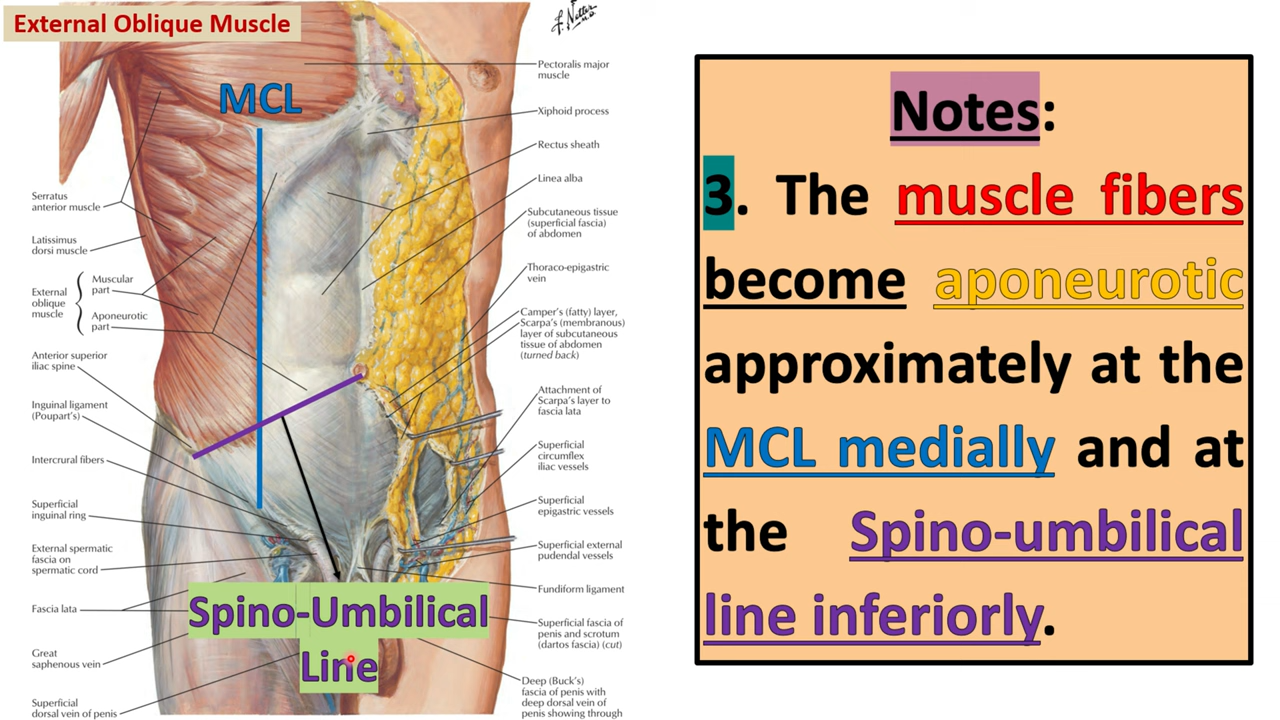 External Oblique Muscle
F. Netter
M.D.
MCL
Pectoralis major
muscle
Xiphoid process
Rectus sheath
Linea alba
Subcutaneous tissue
(superficial fascia)
of abdomen
Thoraco-epigastric
vein
Camper's (fatty) layer,
Scarpa's (membranous)
layer of subcutaneous
tissue of abdomen
(turned back)
Attachment of
Scarpa's layer to
fascia lata
Superficial
circumflex
iliac vessels
Superficial
epigastric vessels
Superficial external
pudendal vessels
Fundiform ligament
Superficial fascia of
penis and scrotum
(dartos fascia) (cut)
Deep (Buck's)
fascia of penis with
deep dorsal vein of
penis showing through
Serratus
anterior muscle
Latissimus
dorsi muscle
External
oblique
muscle
Muscular
part
Aponeurotic
part
Anterior superior
iliac spine
Inguinal ligament
(Poupart's)
Intercrural fibers
Superficial
inguinal ring
External spermatic
fascia on
spermatic cord
Fascia lata
Great
saphenous vein
Superficial
dorsal vein of penis
Spino-Umbilical
Line
Notes:
3. The muscle fibers
become aponeurotic
approximately at the
MCL medially and at
the Spino-umbilical
line inferiorly.